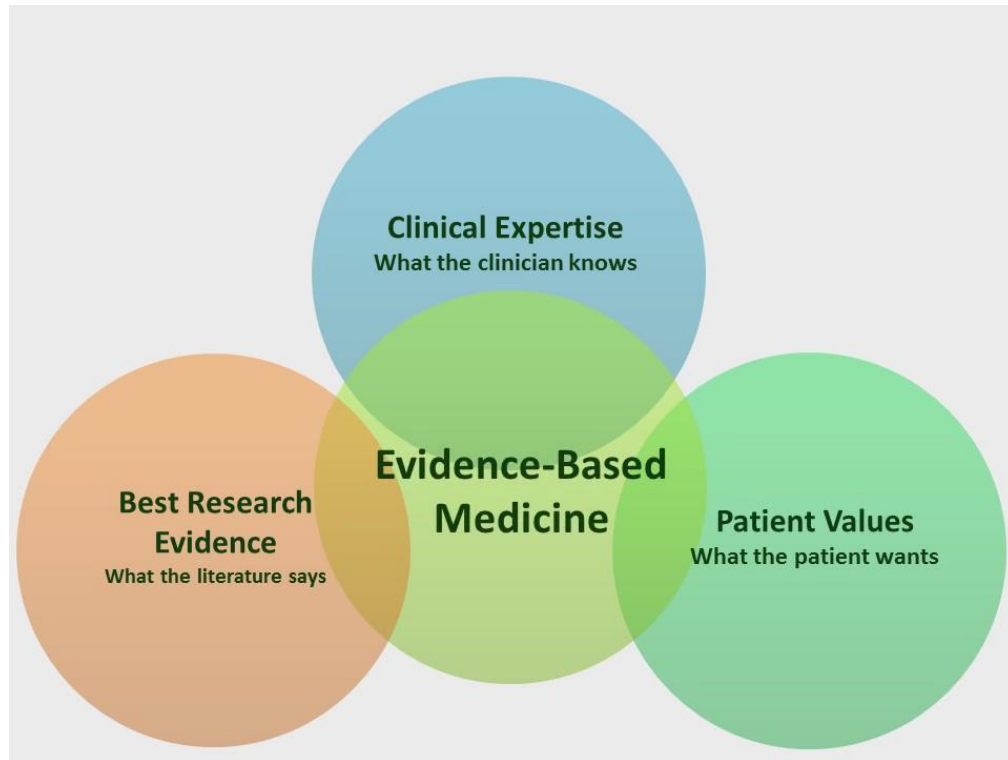 Clinical Expertise
What the clinician knows
Evidence-Based
Medicine
Best Research
Evidence
What the literature says
Patient Values
What the patient wants